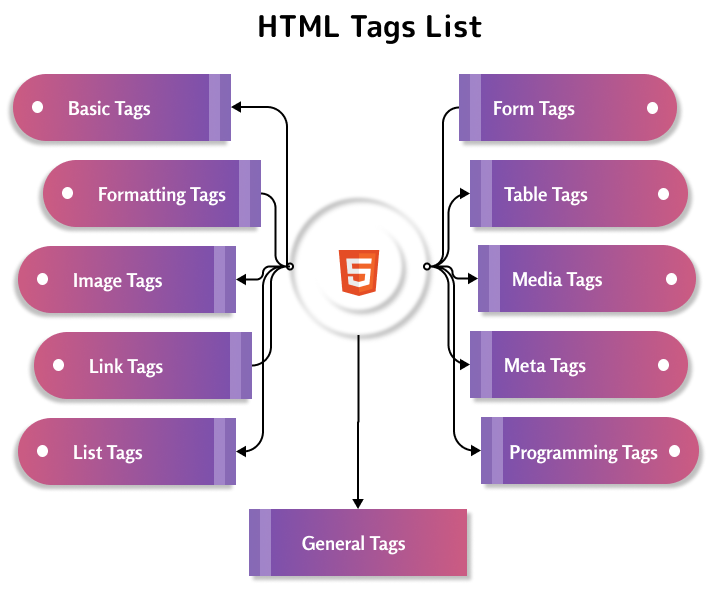 HTML Tags List
Basic Tags
Form Tags
Formatting Tags
Table Tags
Image Tags
5
Media Tags
Link Tags
Meta Tags
List Tags
Programming Tags
General Tags